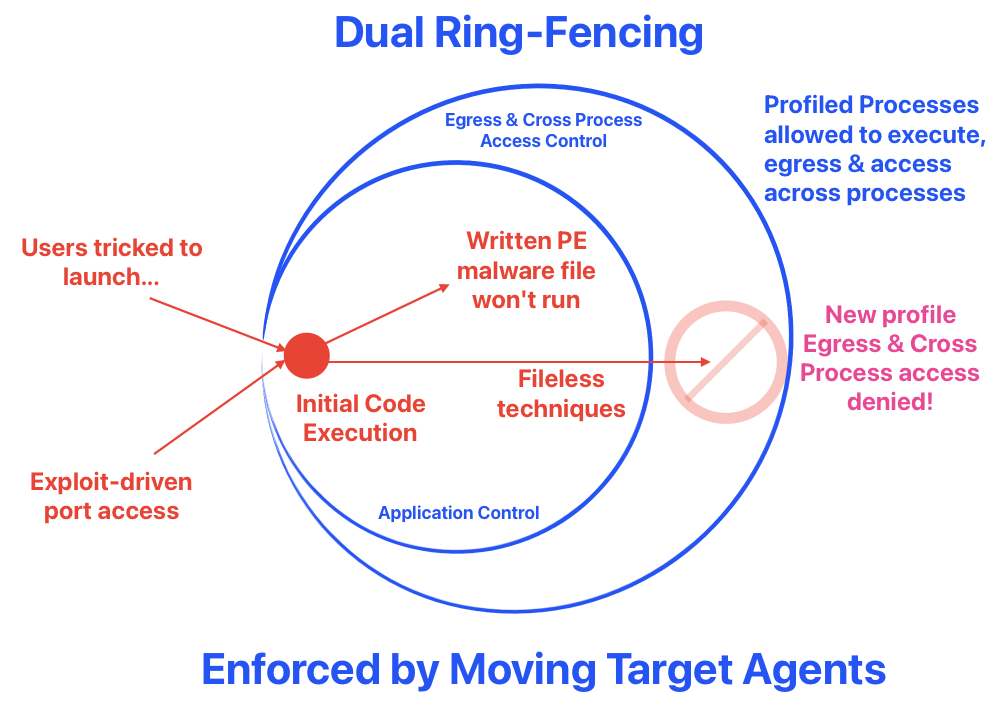 Dual Ring-Fencing
Egress & Cross Process
Access Control
Profiled Processes
allowed to execute,
egress & access
across processes
Users tricked to
launch...
Written PE
malware file
won't run
New profile
Egress & Cross
Process access
denied!
Fileless
techniques
Initial Code
Execution
Exploit-driven
port access
Application Control
Enforced by Moving Target Agents